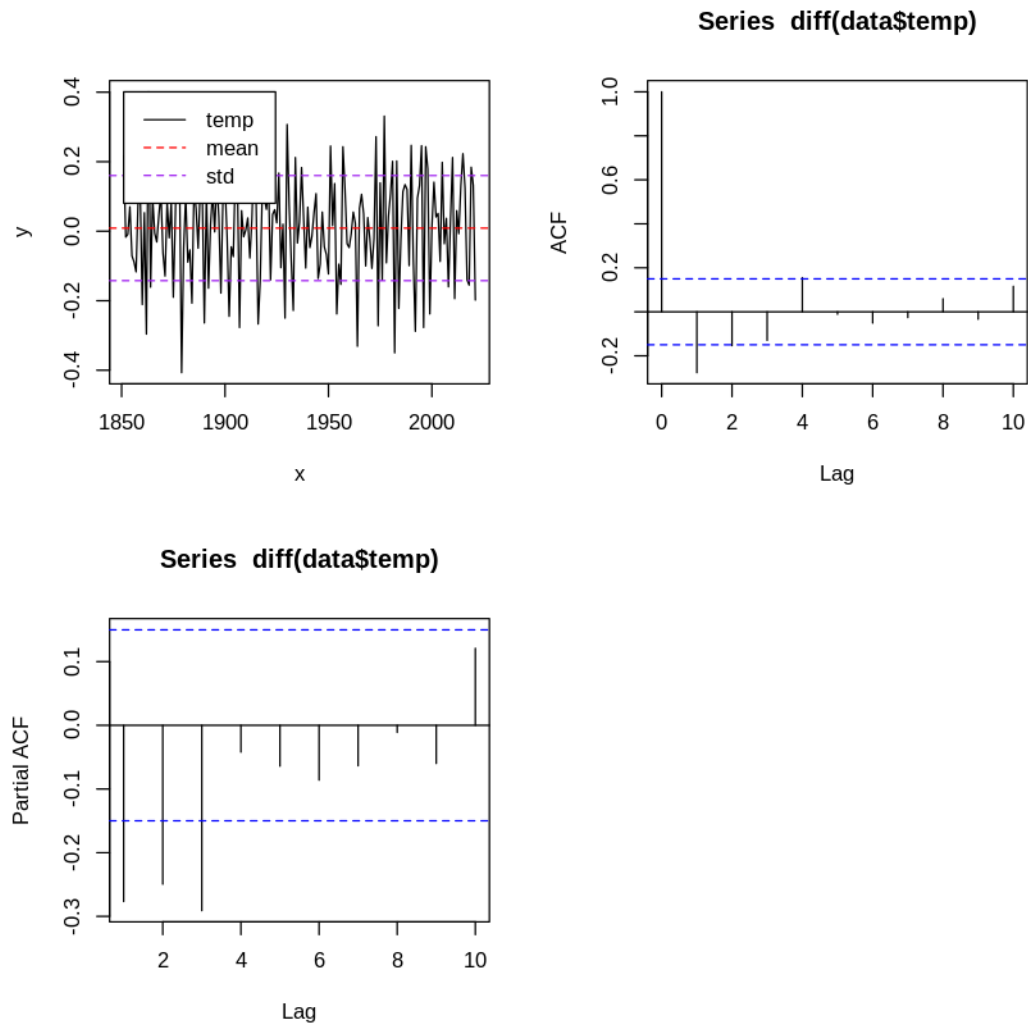 Series diff(data$temp)
0.4
0.2
0.0
-0.2
-0.4
y
temp
mean
std
1850 1900 1950 2000
x
1.0
0.6
0.2
-0.2
ACF
0 2 4 6 8 10
Lag
Series diff(data$temp)
0.1
0.0
-0.1
-0.2
-0.3
Partial ACF
2 4 6 8 10
Lag